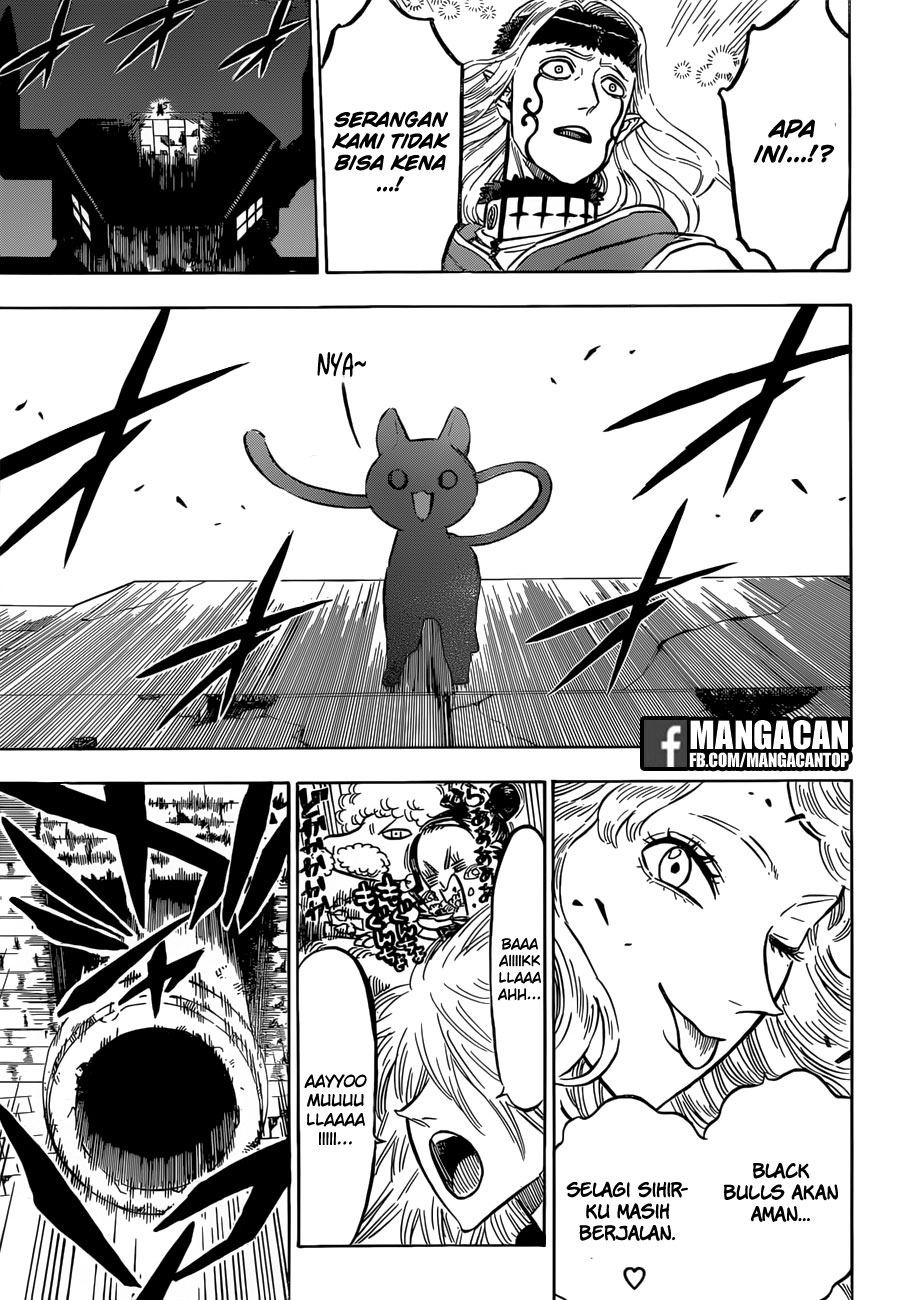 APA
INI...!?
SERANGAN
KAMI TIDAK
BISA KENA
...!
NYA~
MANGACAN
FB.COM/MANGACANTOP
BLACK
BULLS AKAN
AMAN...
SELAGI SIHIR-
KU MASIH
BERJALAN.
BAAA
AIIIIKK
LLAAA
AHH...
AAYYOO
MUUUU
LLAAAA
IIIII...